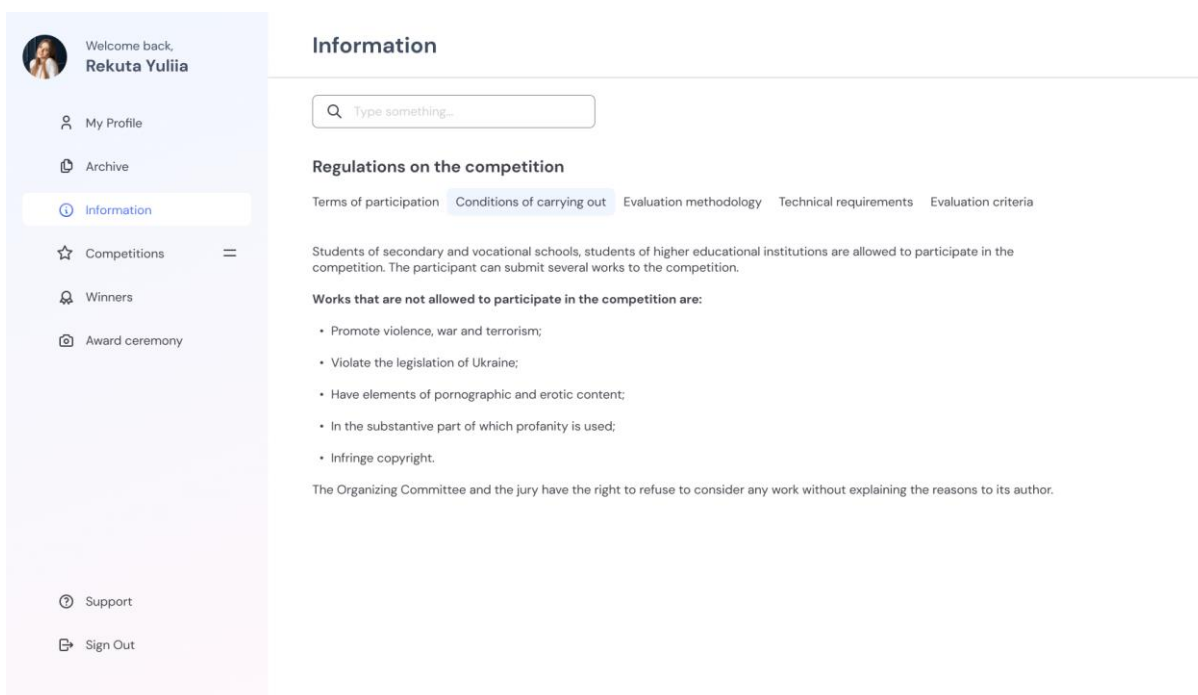 Welcome back,
Rekuta Yuliia
My Profile
Archive
Information
Competitions
Winners
Award ceremony
Support
Sign Out
Information
Type something...
Regulations on the competition
Terms of participation Conditions of carrying out Evaluation methodology Technical requirements Evaluation criteria
Students of secondary and vocational schools, students of higher educational institutions are allowed to participate in the
competition. The participant can submit several works to the competition.
Works that are not allowed to participate in the competition are:
• Promote violence, war and terrorism;
• Violate the legislation of Ukraine;
• Have elements of pornographic and erotic content;
• In the substantive part of which profanity is used;
• Infringe copyright.
The Organizing Committee and the jury have the right to refuse to consider any work without explaining the reasons to its author.